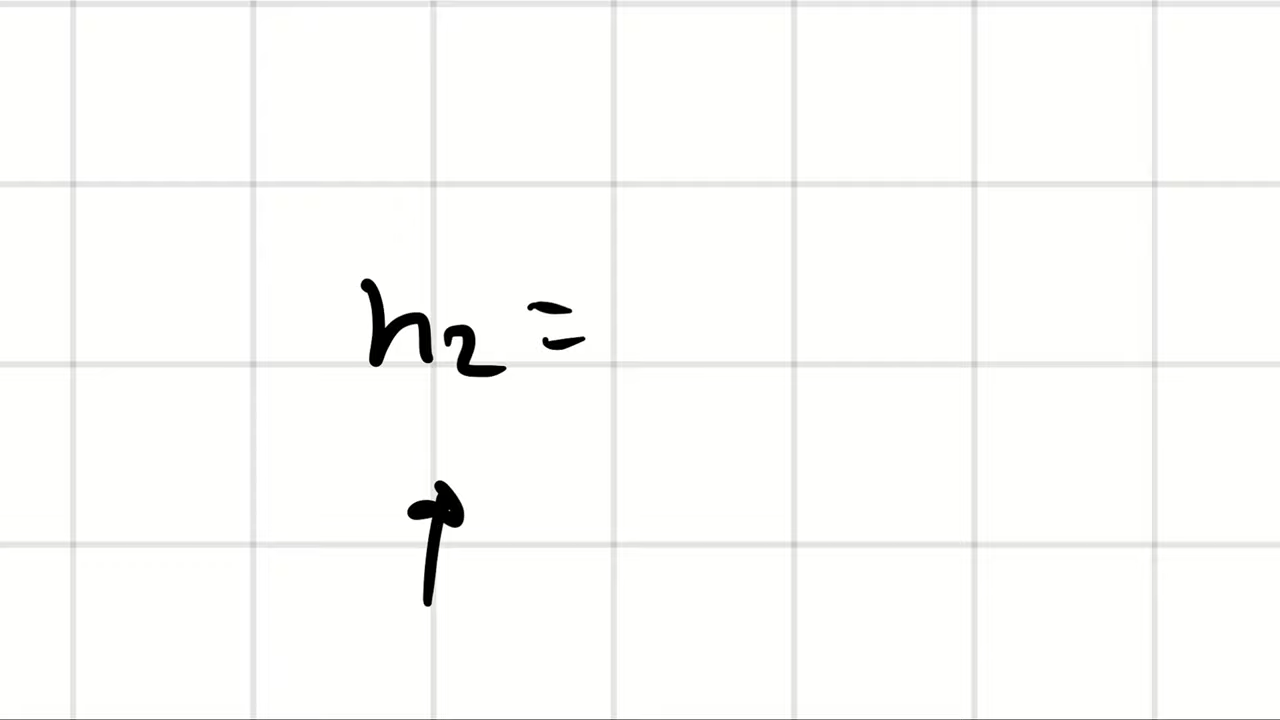 h₂ =
↑